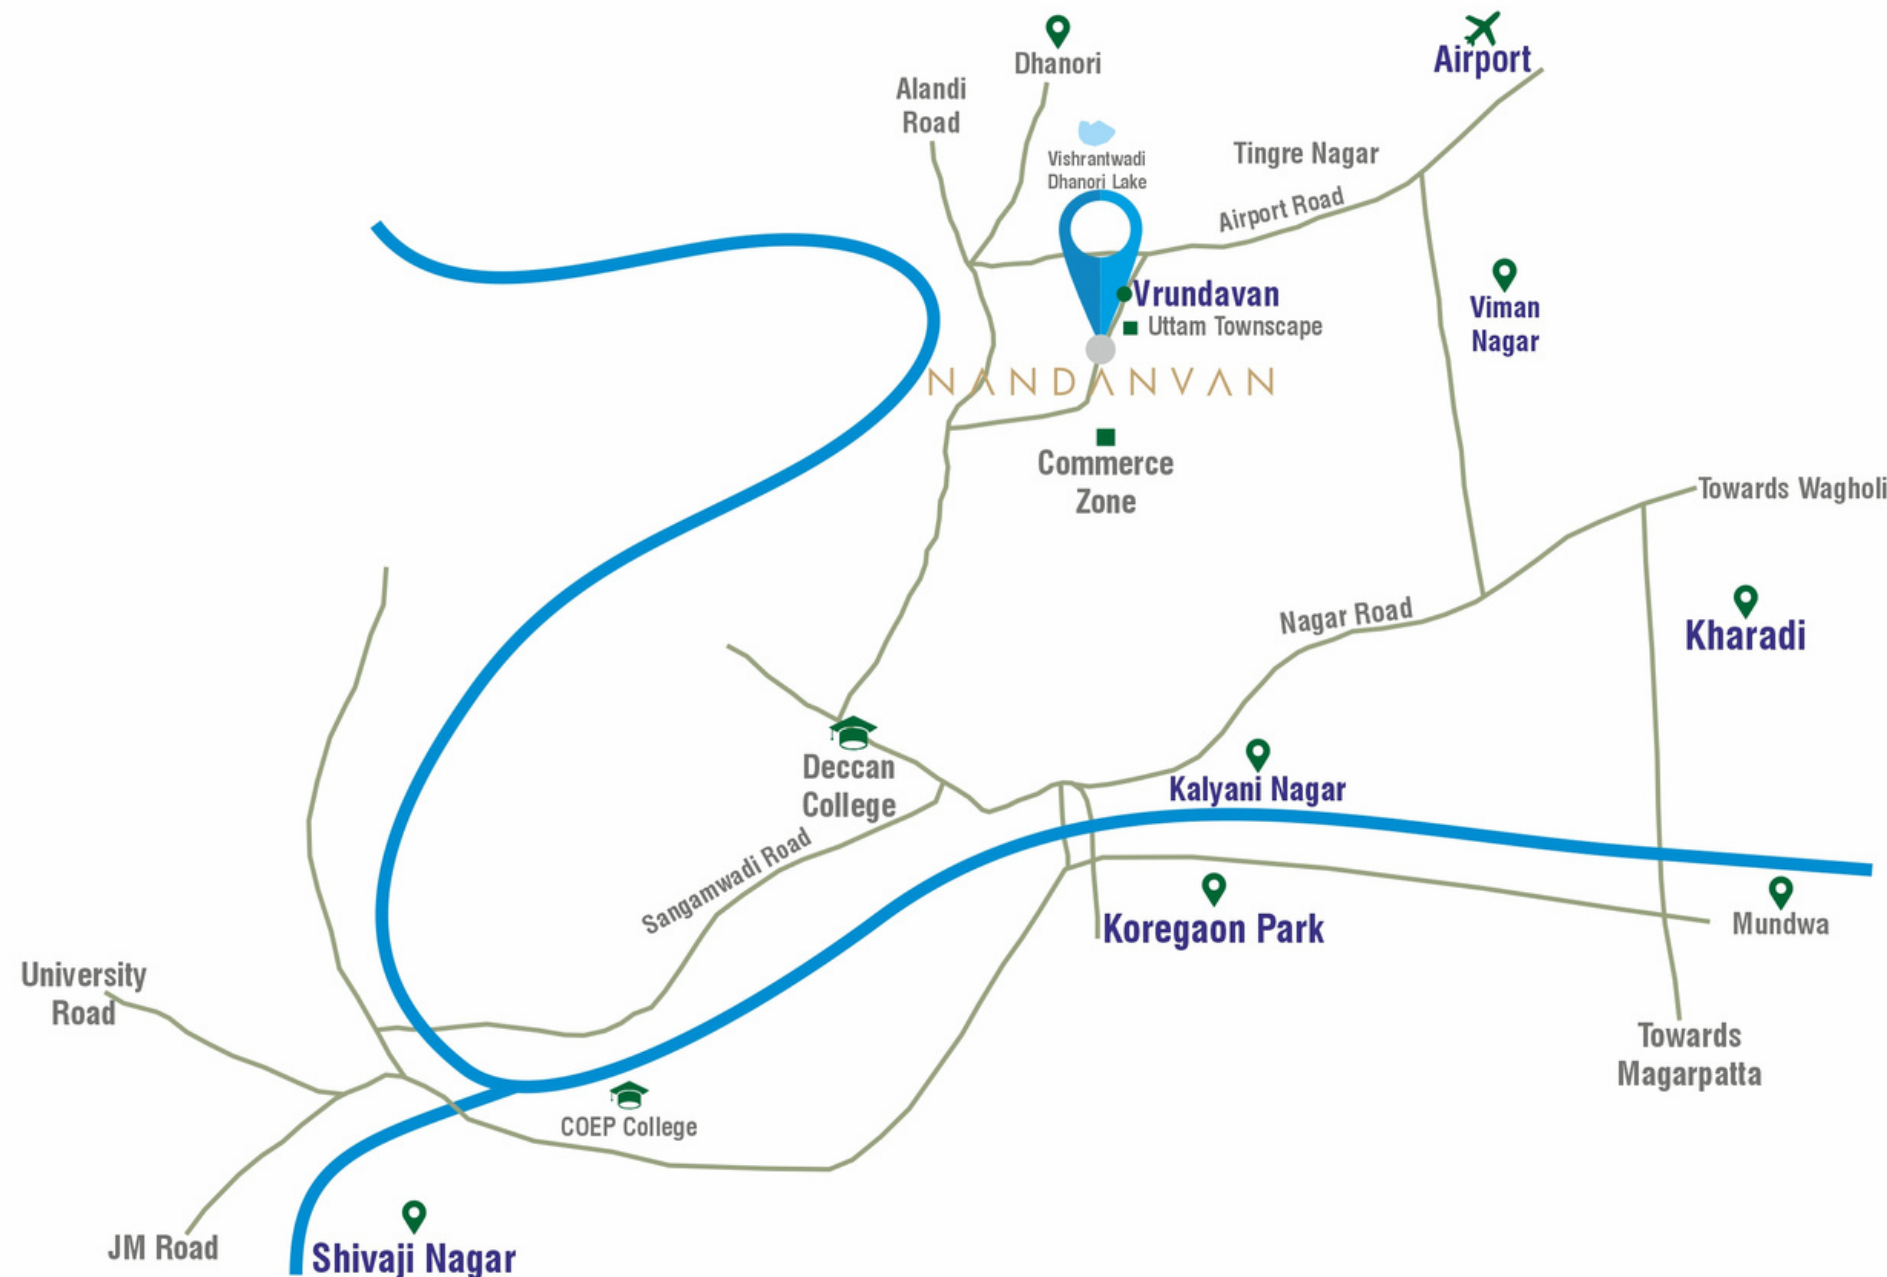 Dhanori
Airport
Alandi
Road
Vishrantwadi
Dhanori Lake
Tingre Nagar
Airport Road
Vrundavan
Uttam Townscape
Viman
Nagar
NANDANVAN
Commerce
Zone
Towards Wagholi
Nagar Road
Kharadi
Deccan
College
Kalyani Nagar
Sangamwadi Road
Koregaon Park
Mundwa
University
Road
Towards
Magarpatta
COEP College
JM Road
Shivaji Nagar